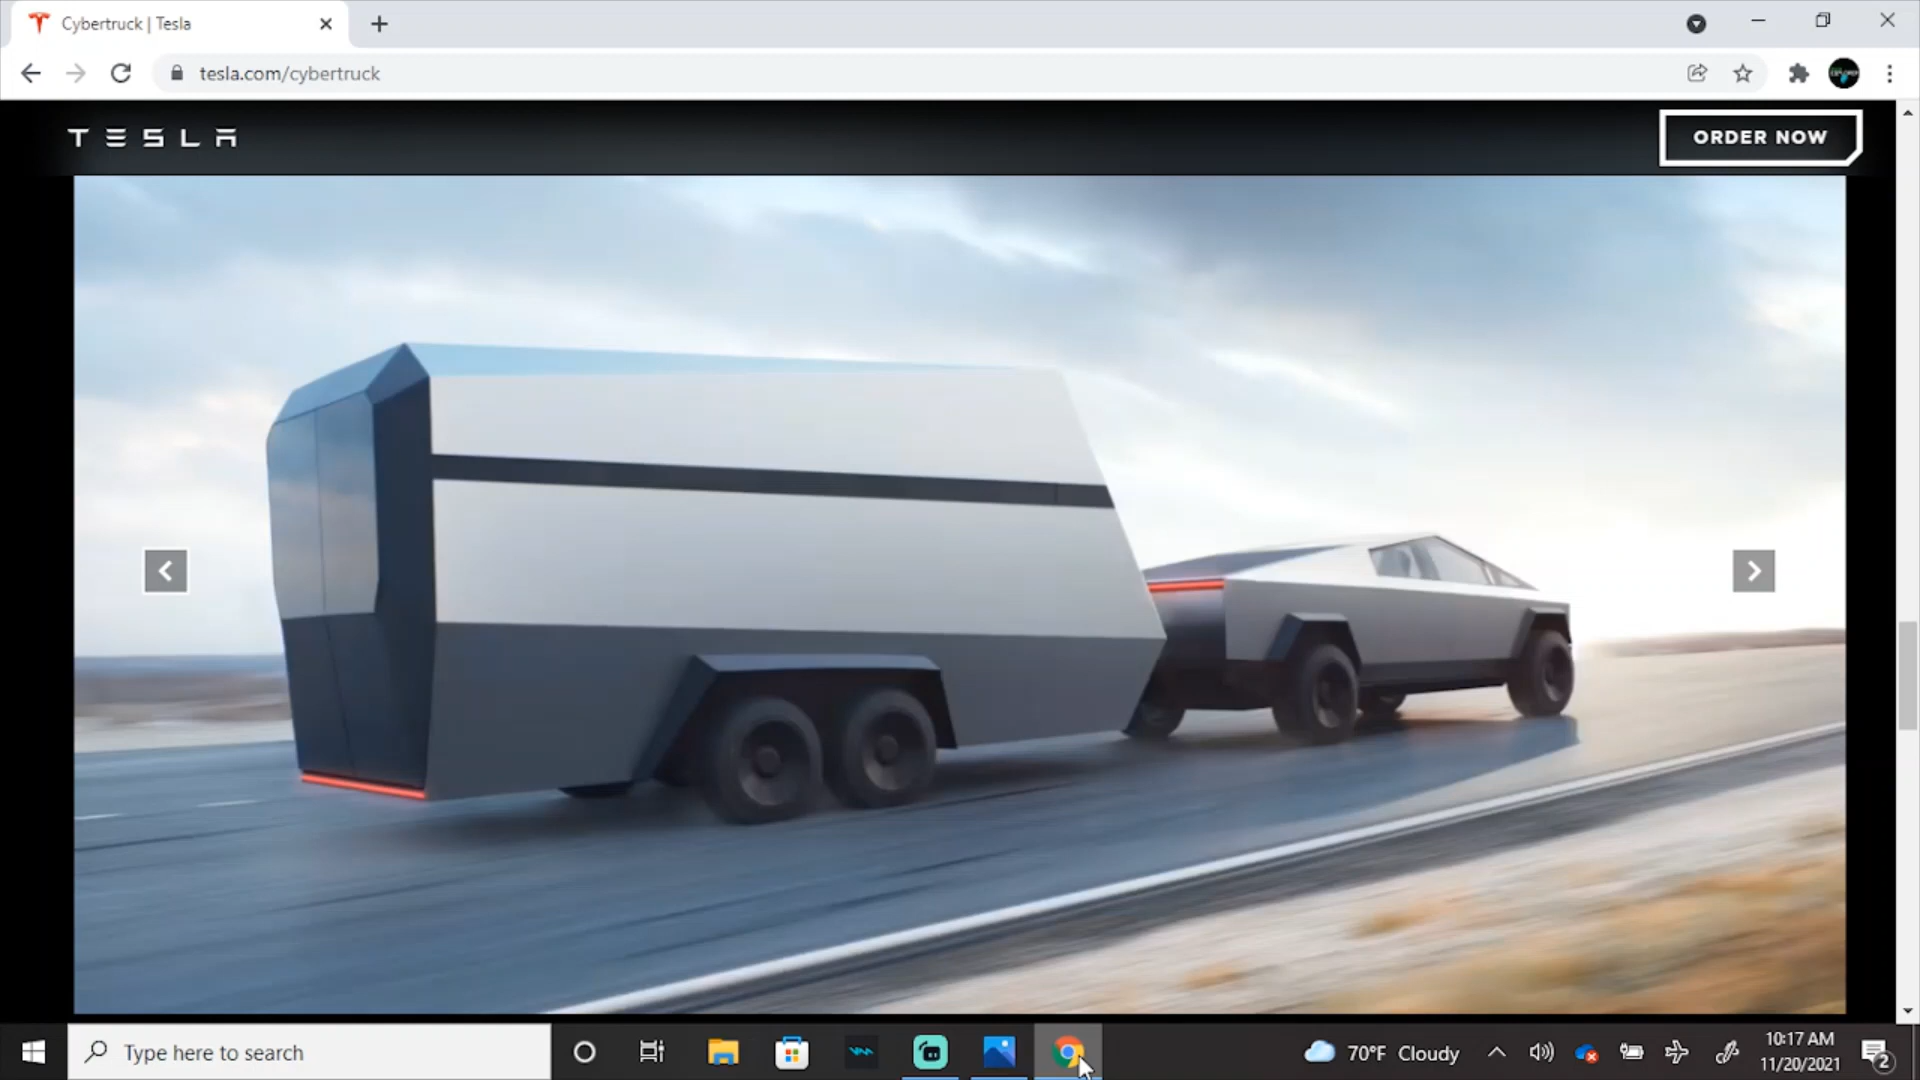 Cybertruck | Tesla
tesla.com/cybertruck
TESLA
ORDER NOW
Type here to search
70°F Cloudy
10:17 AM
11/20/2021
2